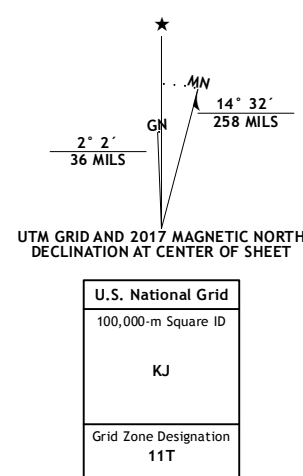 ★
MN
GN
14° 32´
258 MILS
2° 2´
36 MILS
UTM GRID AND 2017 MAGNETIC NORTH
DECLINATION AT CENTER OF SHEET
U.S. National Grid
100,000-m Square ID
KJ
Grid Zone Designation
11T